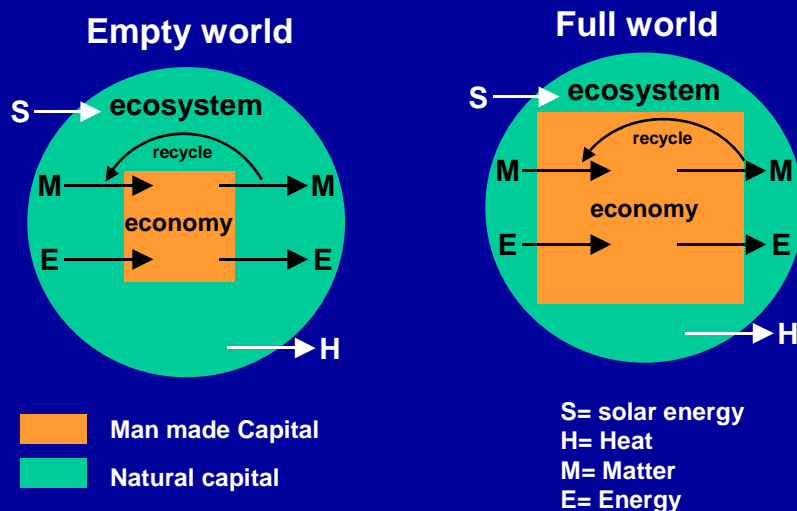 Empty world
Full world
S
ecosystem
recycle
M
M
economy
E
E
H
S
ecosystem
recycle
M
M
economy
E
E
H
Man made Capital
Natural capital
S= solar energy
H= Heat
M= Matter
E= Energy